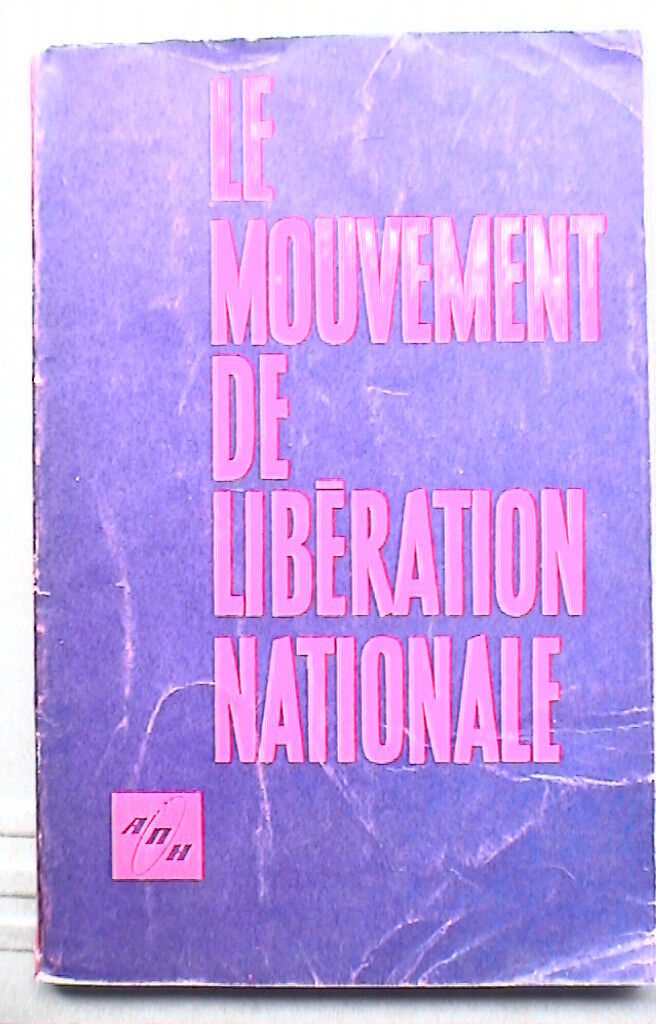 LE
MOUVEMENT
DE
LIBÉRATION
NATIONALE
АПН